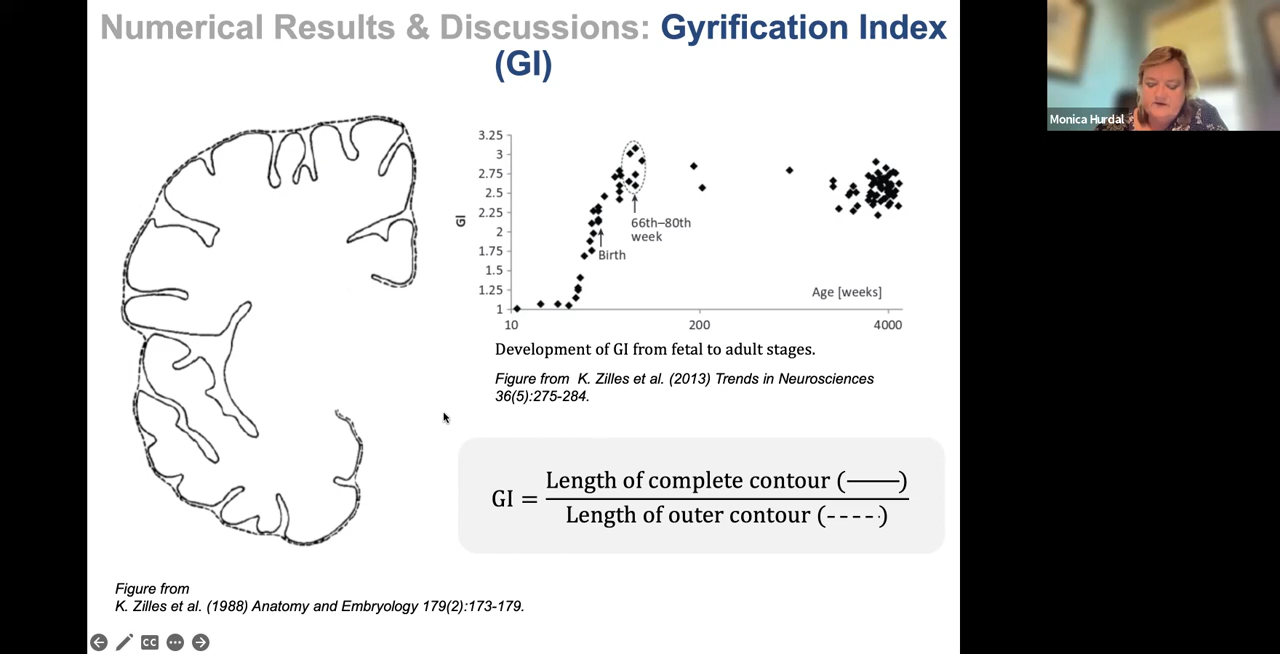 Numerical Results & Discussions: Gyrification Index
(GI)
Monica Hurdal
3.25
3
2.75
2.5
2.25
2
1.75
1.5
1.25
1
GI
66th–80th
week
Birth
Age [weeks]
10
200
4000
Development of GI from fetal to adult stages.
Figure from K. Zilles et al. (2013) Trends in Neurosciences
36(5):275-284.
GI =
Length of complete contour (——)
Length of outer contour (----)
Figure from
K. Zilles et al. (1988) Anatomy and Embryology 179(2):173-179.
CC